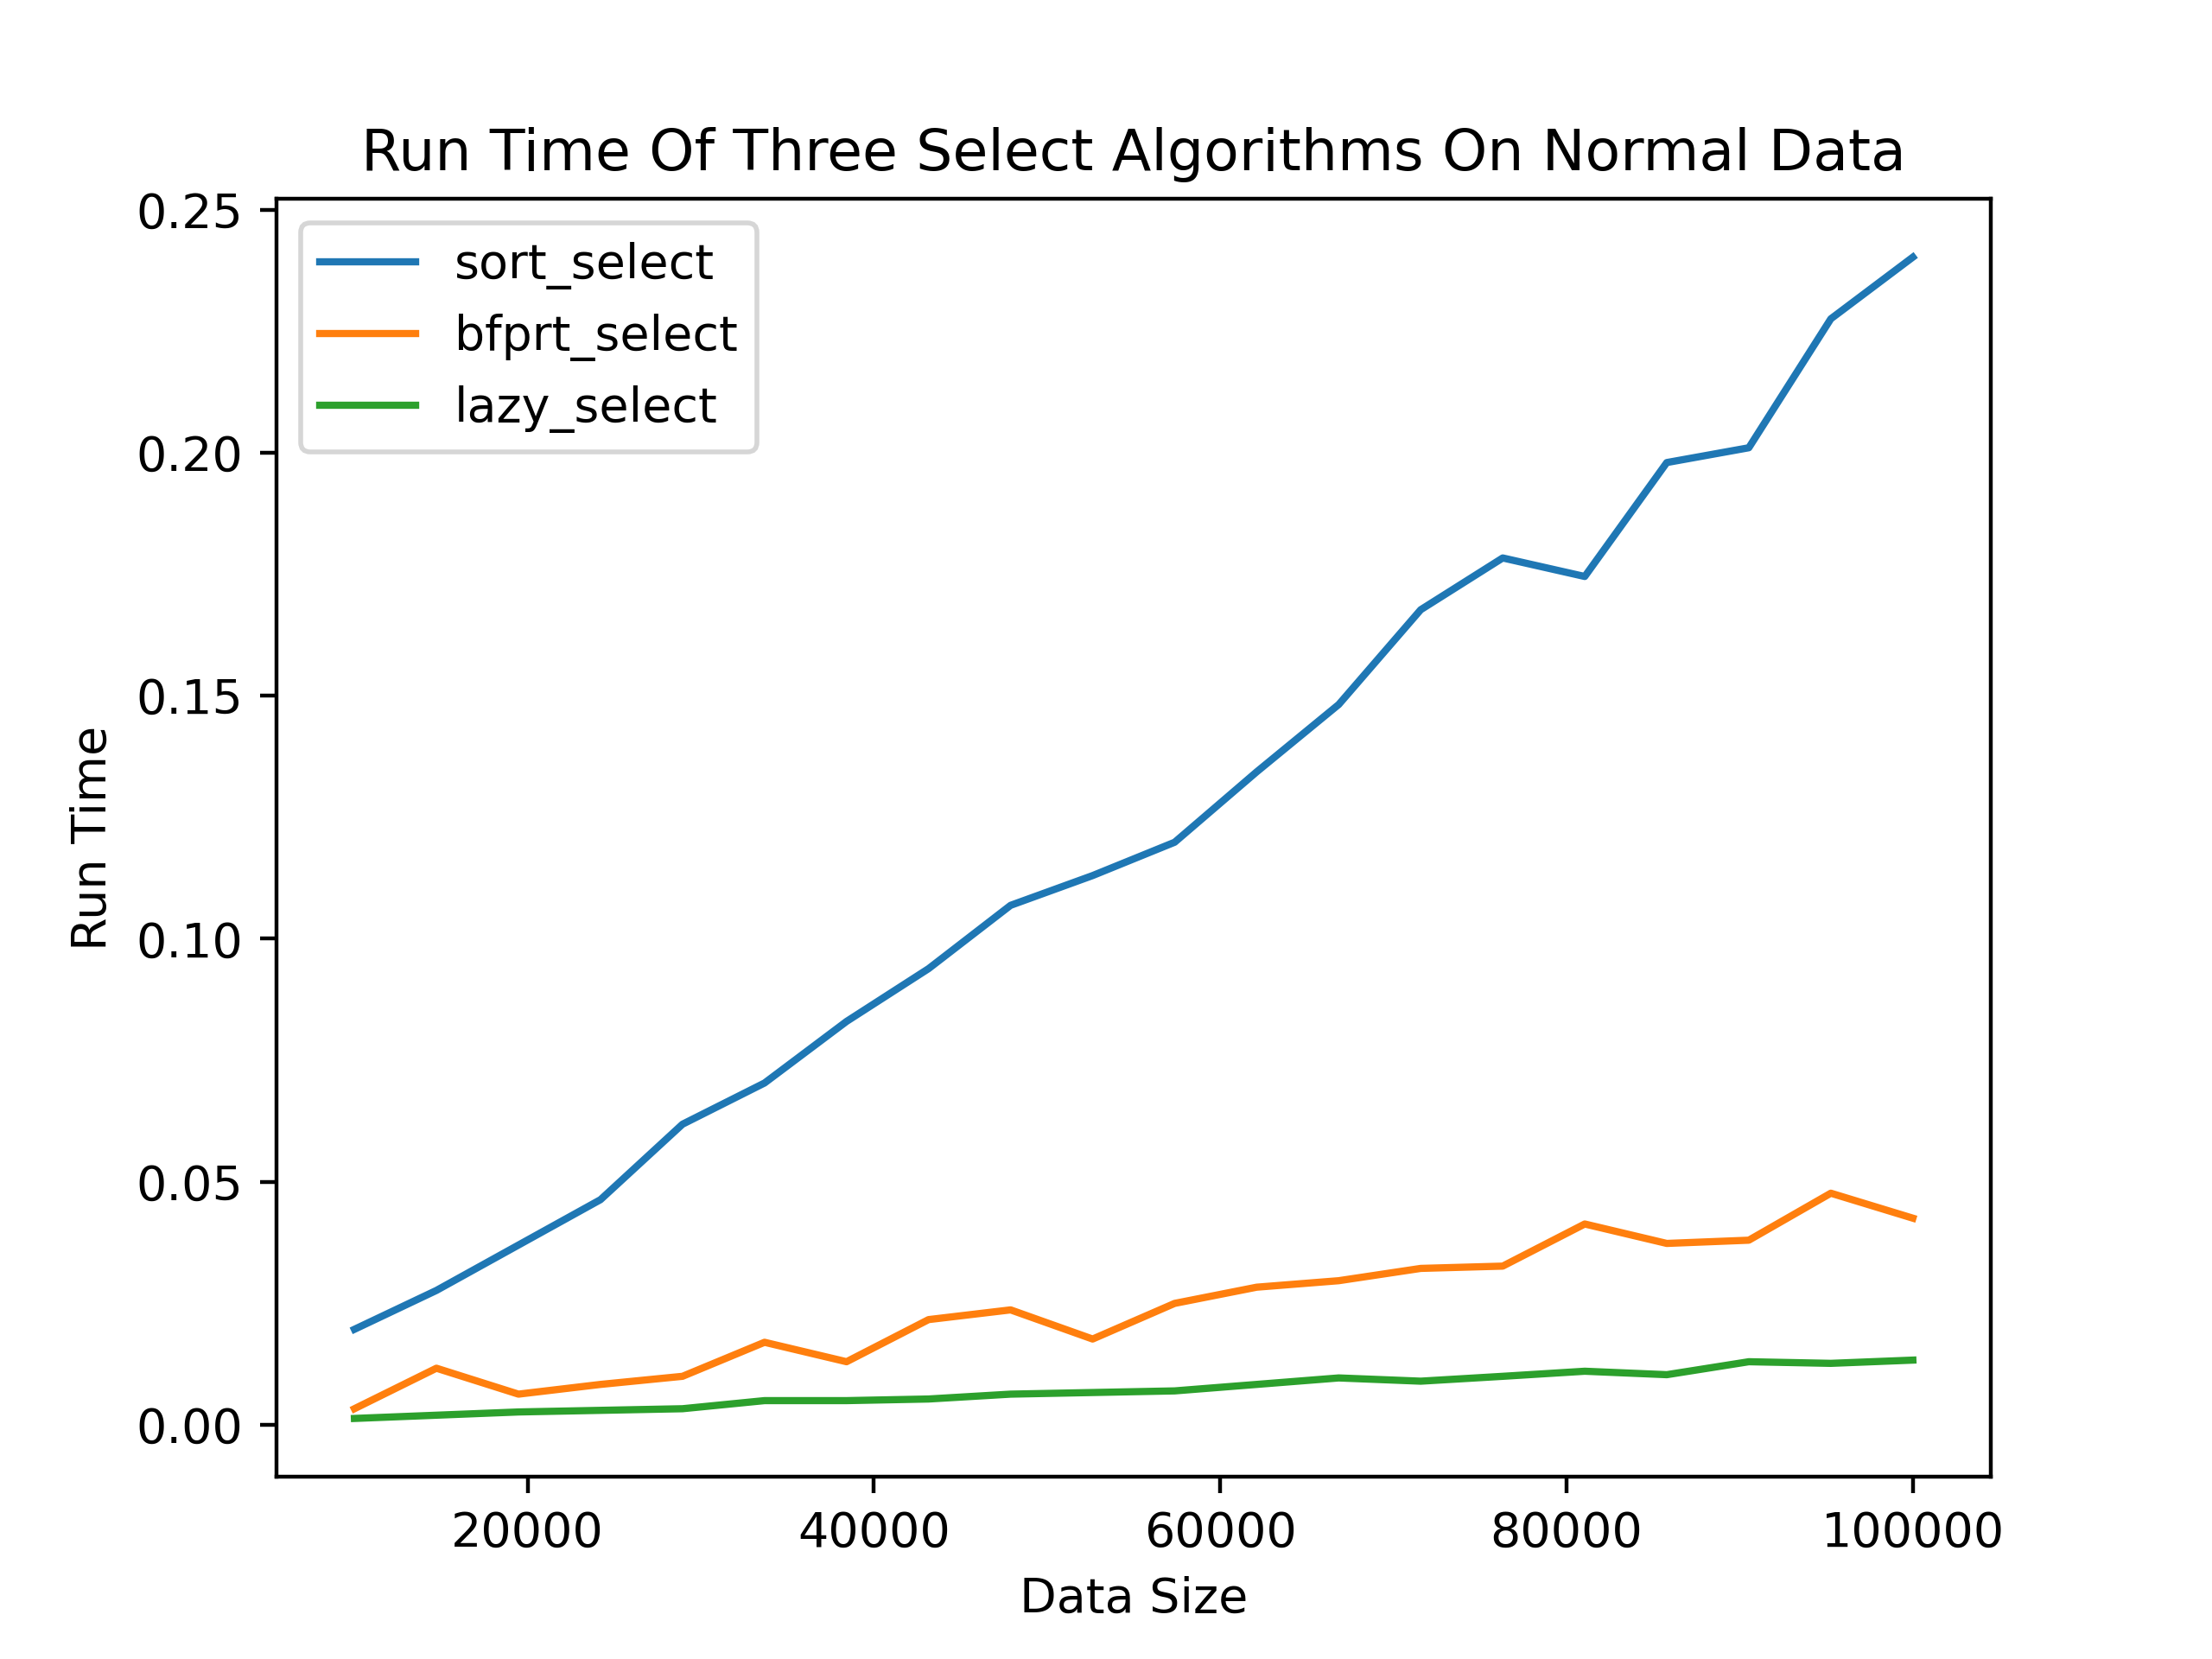 Run Time Of Three Select Algorithms On Normal Data
sort_select
bfprt_select
lazy_select
0.25
0.20
0.15
0.10
0.05
0.00
Run Time
20000 40000 60000 80000 100000
Data Size